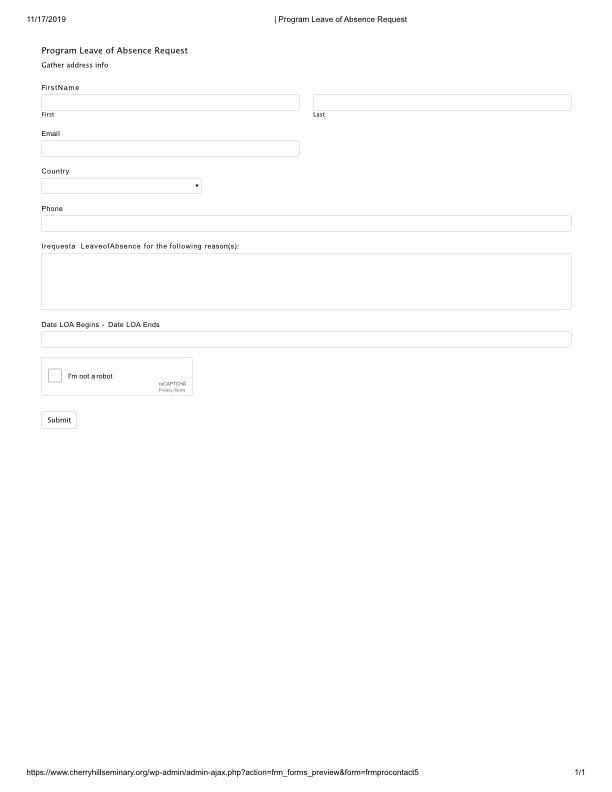 11/17/2019 | Program Leave of Absence Request
Program Leave of Absence Request
Gather address info
FirstName
First Last
Email
Country
Phone
Irequesta LeaveofAbsence for the following reason(s):
Date LOA Begins - Date LOA Ends
I'm not a robot
reCAPTCHA
Privacy-Terms
Submit
https://www.cherryhillseminary.org/wp-admin/admin-ajax.php?action=frm_forms_preview&form=frmprocontact5 1/1